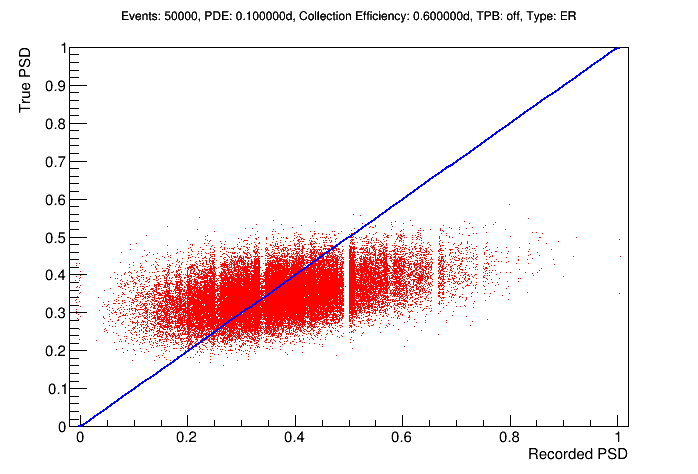 Events: 50000, PDE: 0.100000d, Collection Efficiency: 0.600000d, TPB: off, Type: ER
True PSD
1
0.9
0.8
0.7
0.6
0.5
0.4
0.3
0.2
0.1
0
0 0.2 0.4 0.6 0.8 1
Recorded PSD